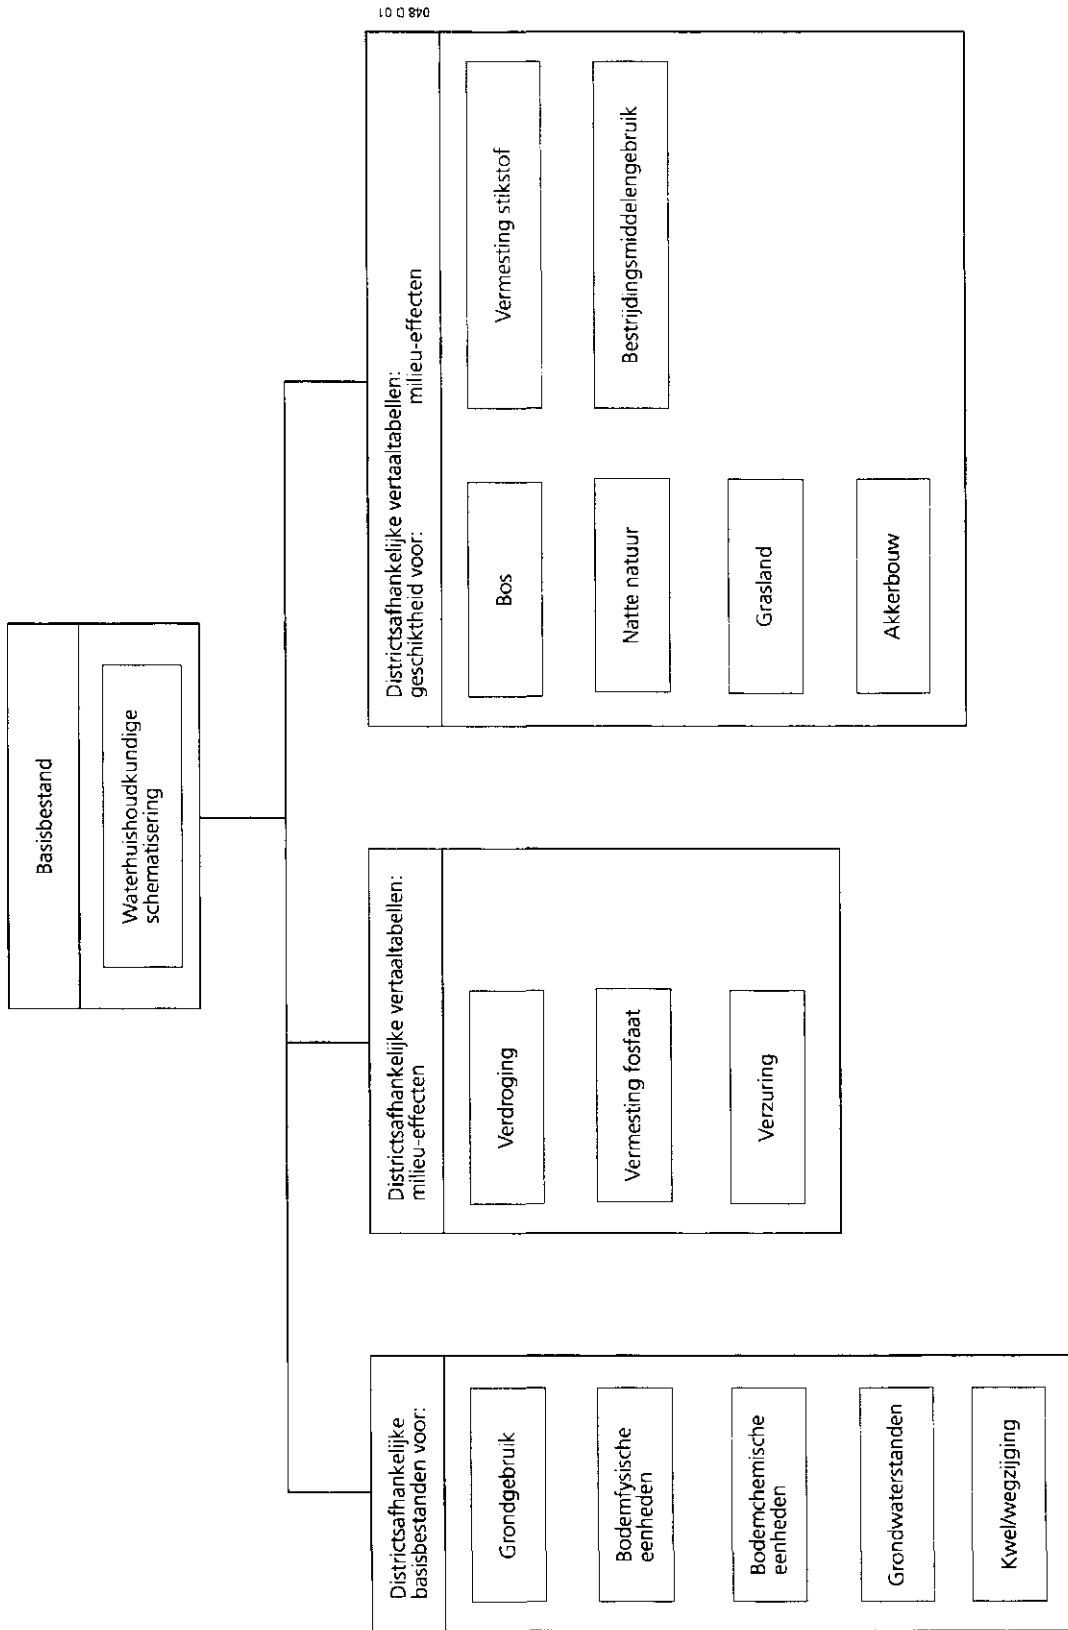 Basisbestand
Waterhuishoudkundige
schematisering
Districtsafhankelijke
basisbestanden voor:
Grondgebruik
Bodemfysische
eenheden
Bodemchemische
eenheden
Grondwaterstanden
Kwel/wegzijging
Districtsafhankelijke vertaaltabellen:
milieu-effecten
Verdroging
Vermesting fosfaat
Verzuring
Districtsafhankelijke vertaaltabellen:
geschiktheid voor: milieu-effecten
Bos
Vermesting stikstof
Natte natuur
Bestrijdingsmiddelengebruik
Grasland
Akkerbouw
048 D 01